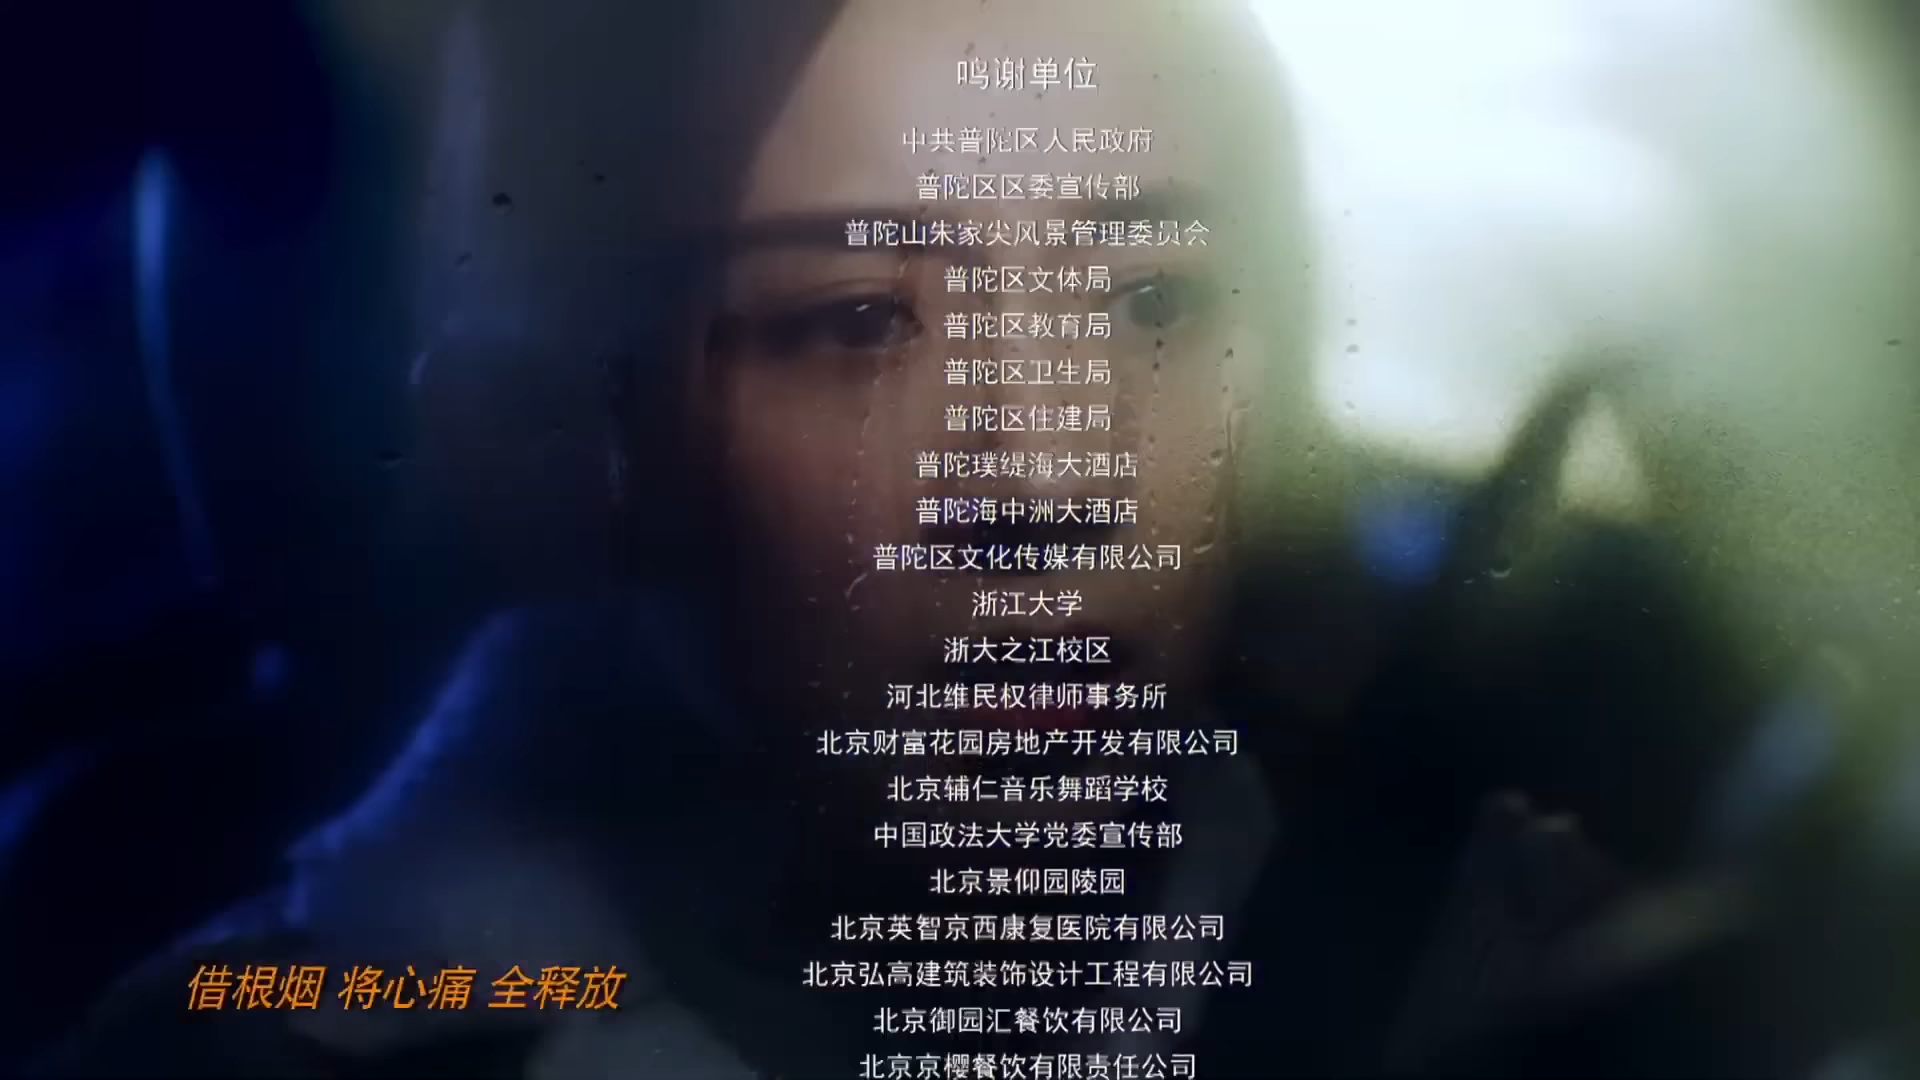 鸣谢单位
中共普陀区人民政府
普陀区区委宣传部
普陀山朱家尖风景管理委员会
普陀区文体局
普陀区教育局
普陀区卫生局
普陀区住建局
普陀璞缇海大酒店
普陀海中洲大酒店
普陀区文化传媒有限公司
浙江大学
浙大之江校区
河北维民权律师事务所
北京财富花园房地产开发有限公司
北京辅仁音乐舞蹈学校
中国政法大学党委宣传部
北京景仰园陵园
北京英智京西康复医院有限公司
北京弘高建筑装饰设计工程有限公司
北京御园汇餐饮有限公司
北京京樱餐饮有限责任公司
借根烟 将心痛 全释放